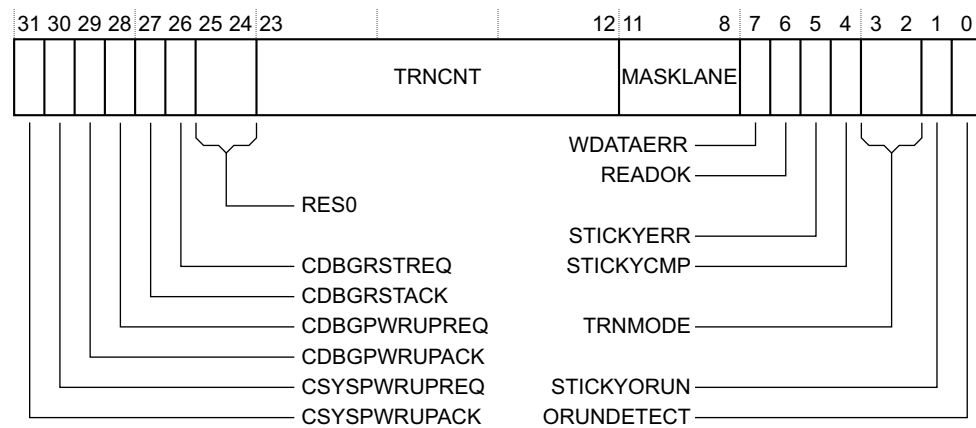 31 30 29 28 27 26 25 24 23 12 11 8 7 6 5 4 3 2 1 0
TRNCNT MASKLANE
WDATAERR
READOK
RES0
STICKYERR
CDBGRSTREQ STICKYCMP
CDBGRSTACK
CDBGPWRUPREQ TRNMODE
CDBGPWRUPACK
CSYSPWRUPREQ STICKYORUN
CSYSPWRUPACK ORUNDETECT